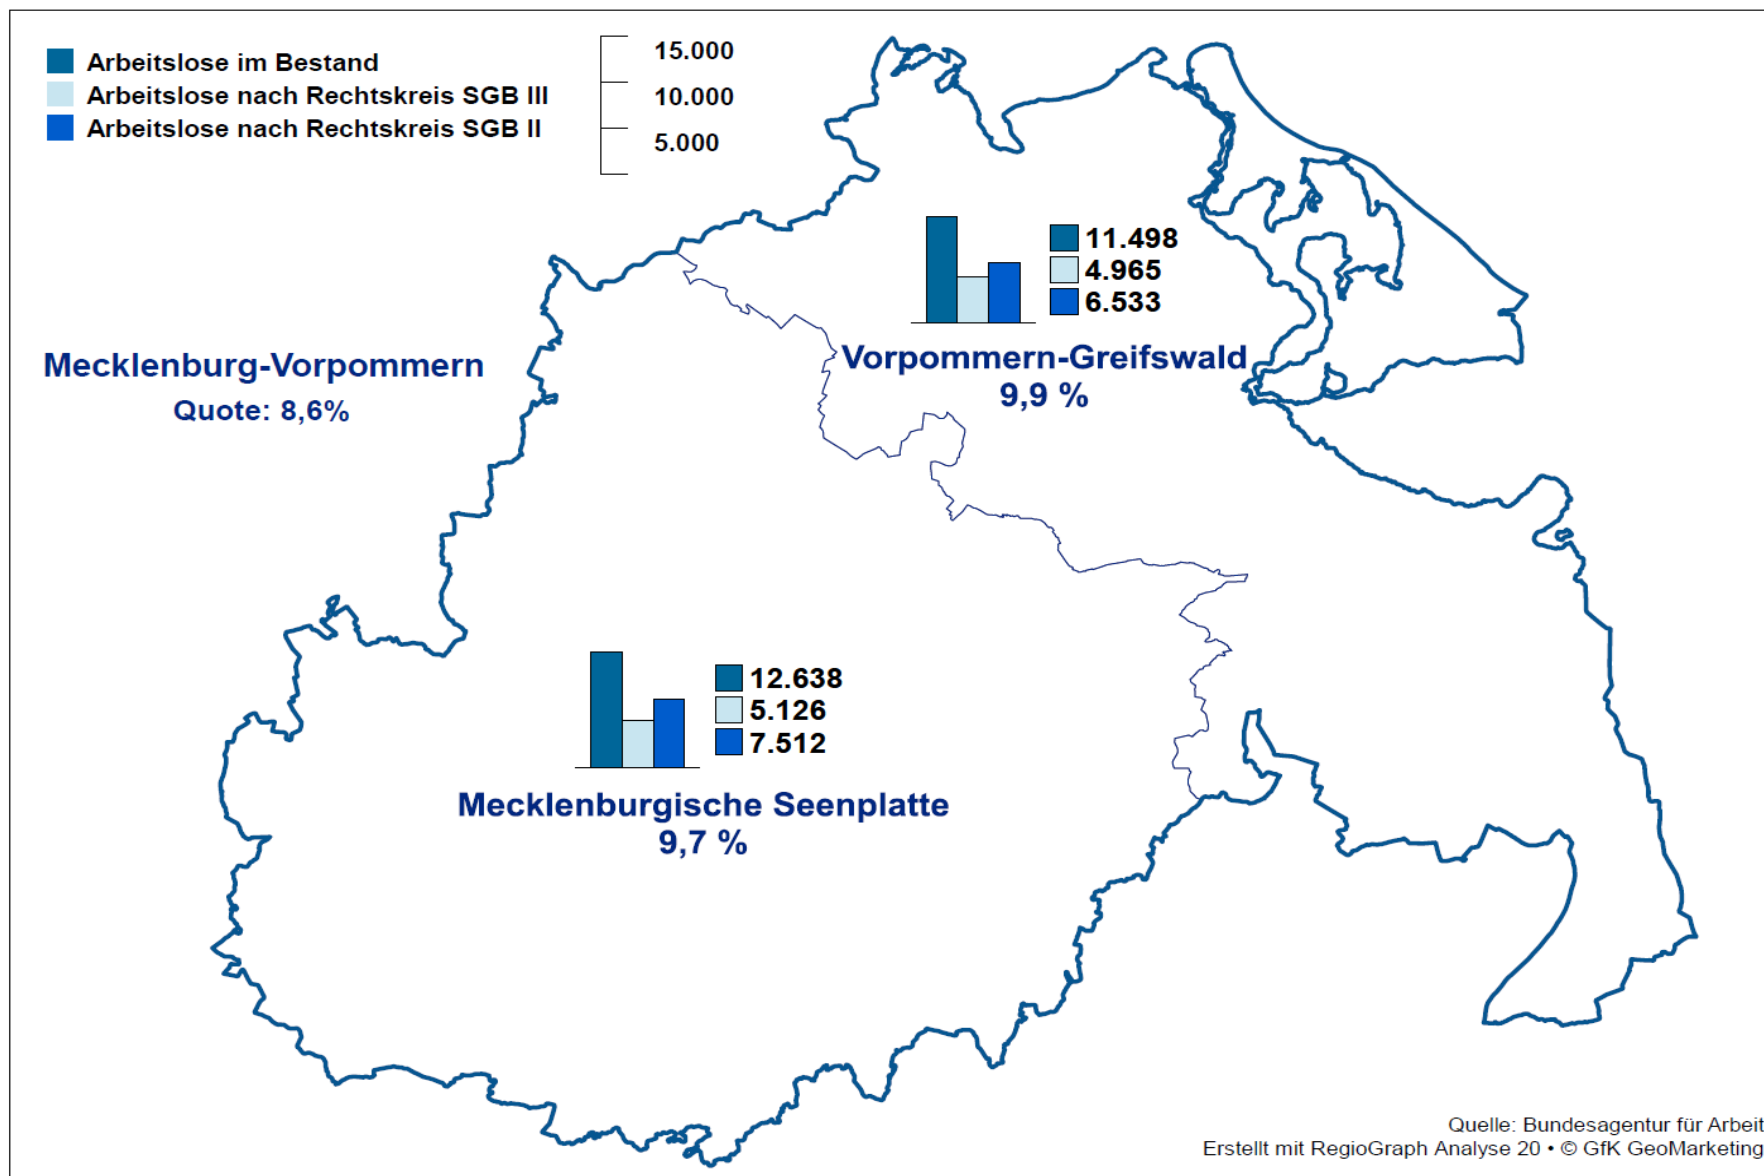 Arbeitslose im Bestand
Arbeitslose nach Rechtskreis SGB III
Arbeitslose nach Rechtskreis SGB II
15.000
10.000
5.000
11.498
4.965
6.533
Vorpommern-Greifswald
9,9 %
Mecklenburg-Vorpommern
Quote: 8,6%
12.638
5.126
7.512
Mecklenburgische Seenplatte
9,7 %
Quelle: Bundesagentur für Arbeit
Erstellt mit RegioGraph Analyse 20 • © GfK GeoMarketing